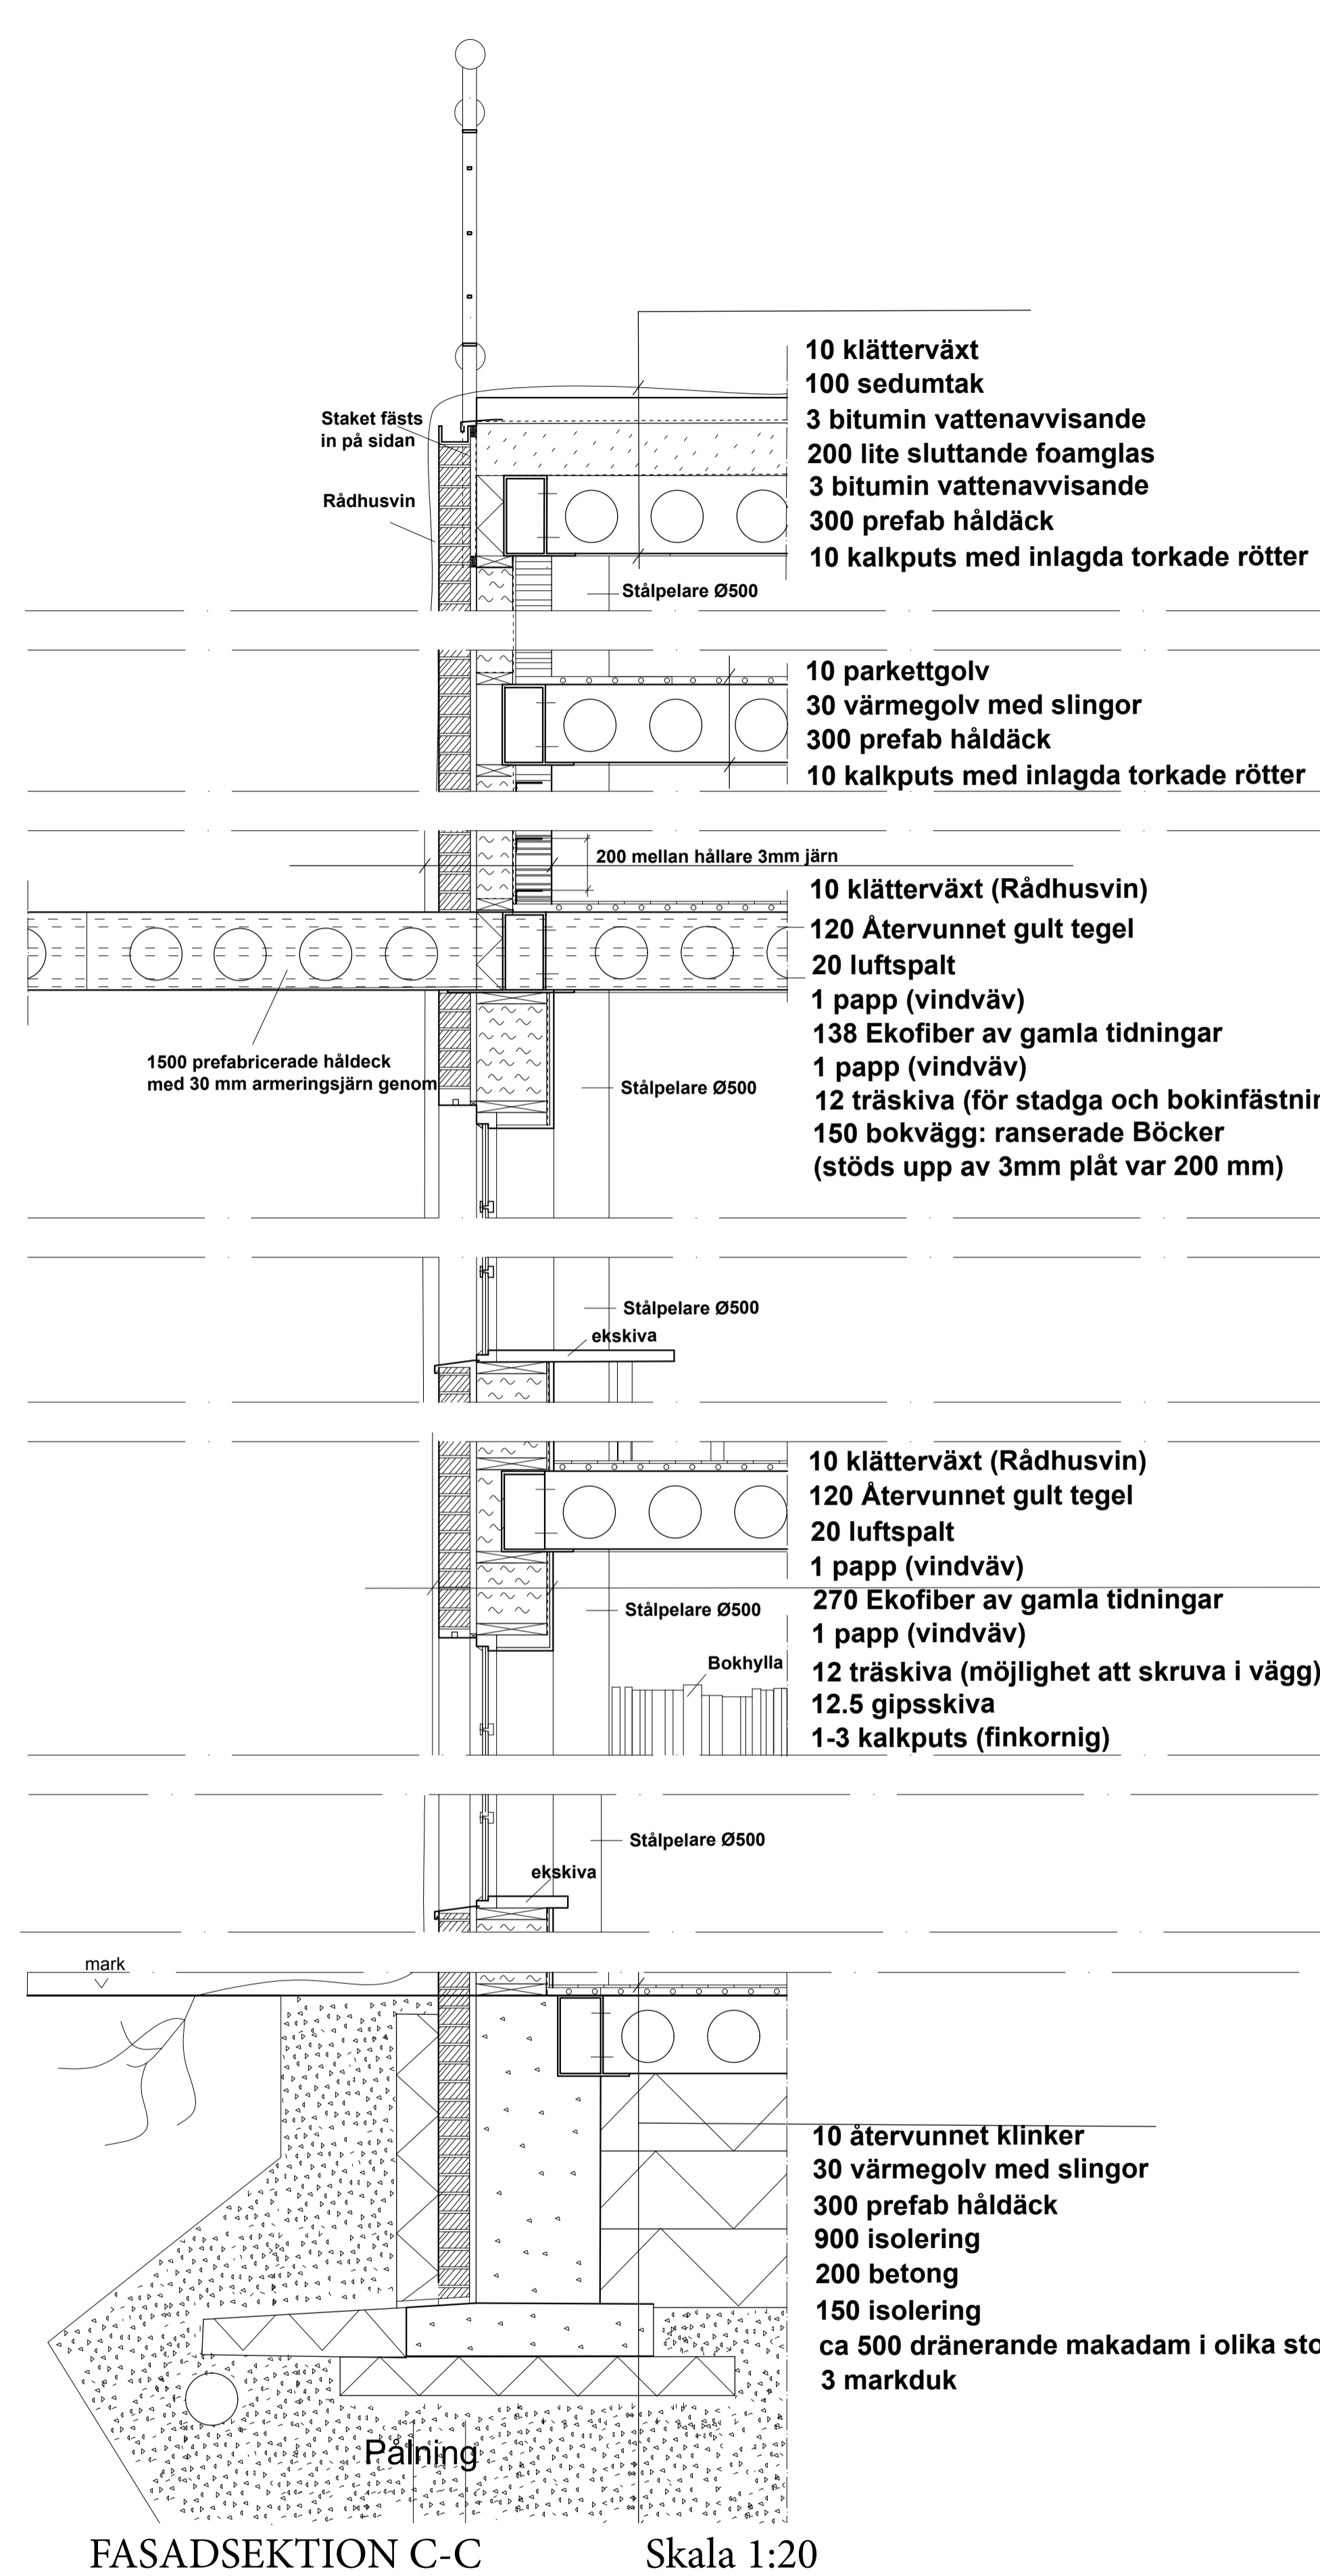 10 klätterväxt
100 sedumtak
3 bitumin vattenavvisande
200 lite sluttande foamglas
3 bitumin vattenavvisande
300 prefab håldäck
10 kalkputs med inlagda torkade rötter
Staket fästs
in på sidan
Rådhusvin
Stålpelare Ø500
10 parkettgolv
30 värmegolv med slingor
300 prefab håldäck
10 kalkputs med inlagda torkade rötter
200 mellan hållare 3mm järn
10 klätterväxt (Rådhusvin)
120 Återvunnet gult tegel
20 luftspalt
1 papp (vindväv)
138 Ekofiber av gamla tidningar
1 papp (vindväv)
12 träskiva (för stadga och bokinfästnin
150 bokvägg: ranserade Böcker
(stöds upp av 3mm plåt var 200 mm)
1500 prefabricerade håldeck
med 30 mm armeringsjärn genom
Stålpelare Ø500
Stålpelare Ø500
ekskiva
10 klätterväxt (Rådhusvin)
120 Återvunnet gult tegel
20 luftspalt
1 papp (vindväv)
270 Ekofiber av gamla tidningar
1 papp (vindväv)
12 träskiva (möjlighet att skruva i vägg)
12.5 gipsskiva
1-3 kalkputs (finkornig)
Stålpelare Ø500
Bokhylla
Stålpelare Ø500
ekskiva
mark
10 återvunnet klinker
30 värmegolv med slingor
300 prefab håldäck
900 isolering
200 betong
150 isolering
ca 500 dränerande makadam i olika sto
3 markduk
Pålning
FASADSEKTION C-C
Skala 1:20